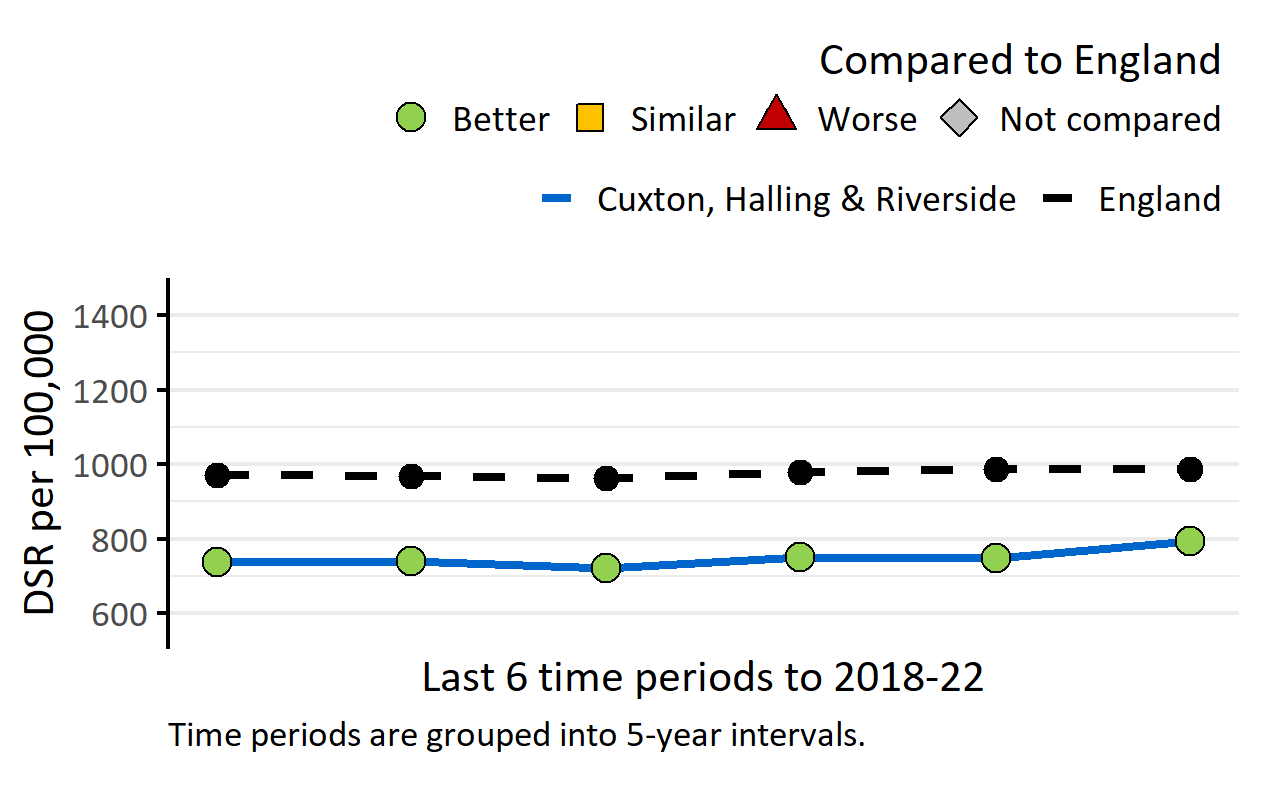 Compared to England
Better Similar Worse Not compared
Cuxton, Halling & Riverside England
DSR per 100,000
1400
1200
1000
800
600
Last 6 time periods to 2018-22
Time periods are grouped into 5-year intervals.